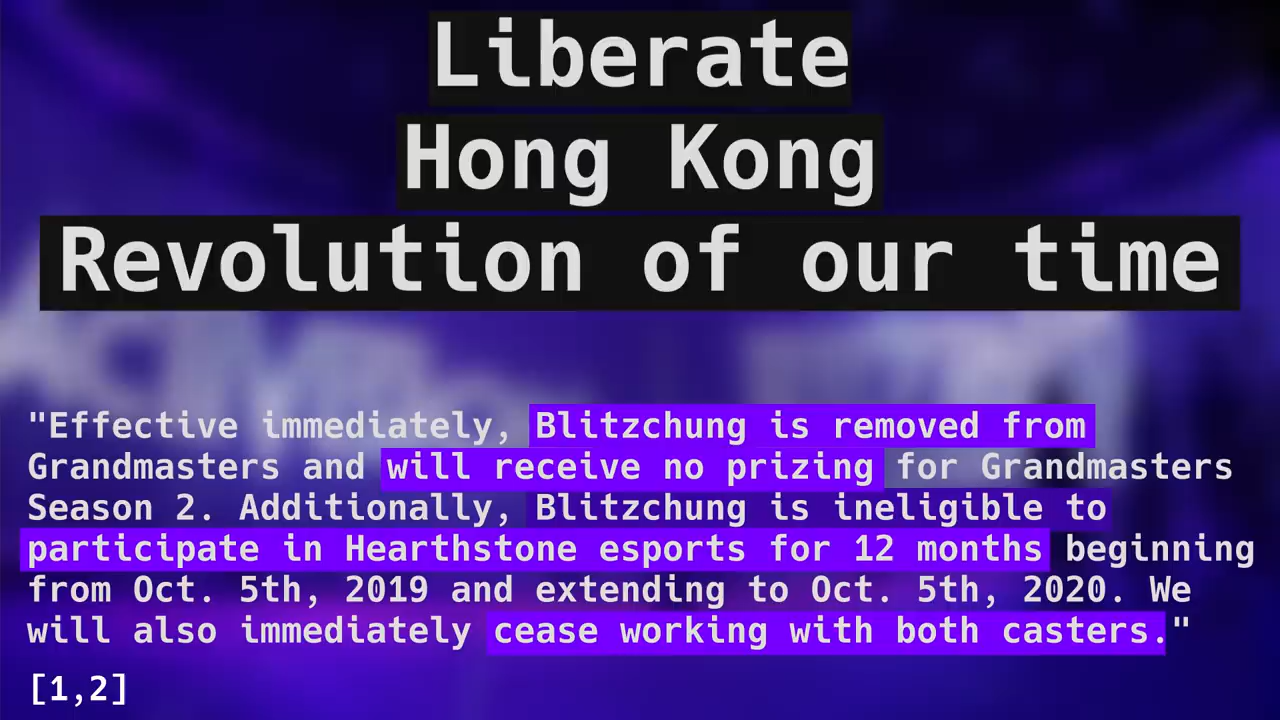 Liberate
Hong Kong
Revolution of our time
"Effective immediately, Blitzchung is removed from
Grandmasters and will receive no prizing for Grandmasters
Season 2. Additionally, Blitzchung is ineligible to
participate in Hearthstone esports for 12 months beginning
from Oct. 5th, 2019 and extending to Oct. 5th, 2020. We
will also immediately cease working with both casters."
[1,2]